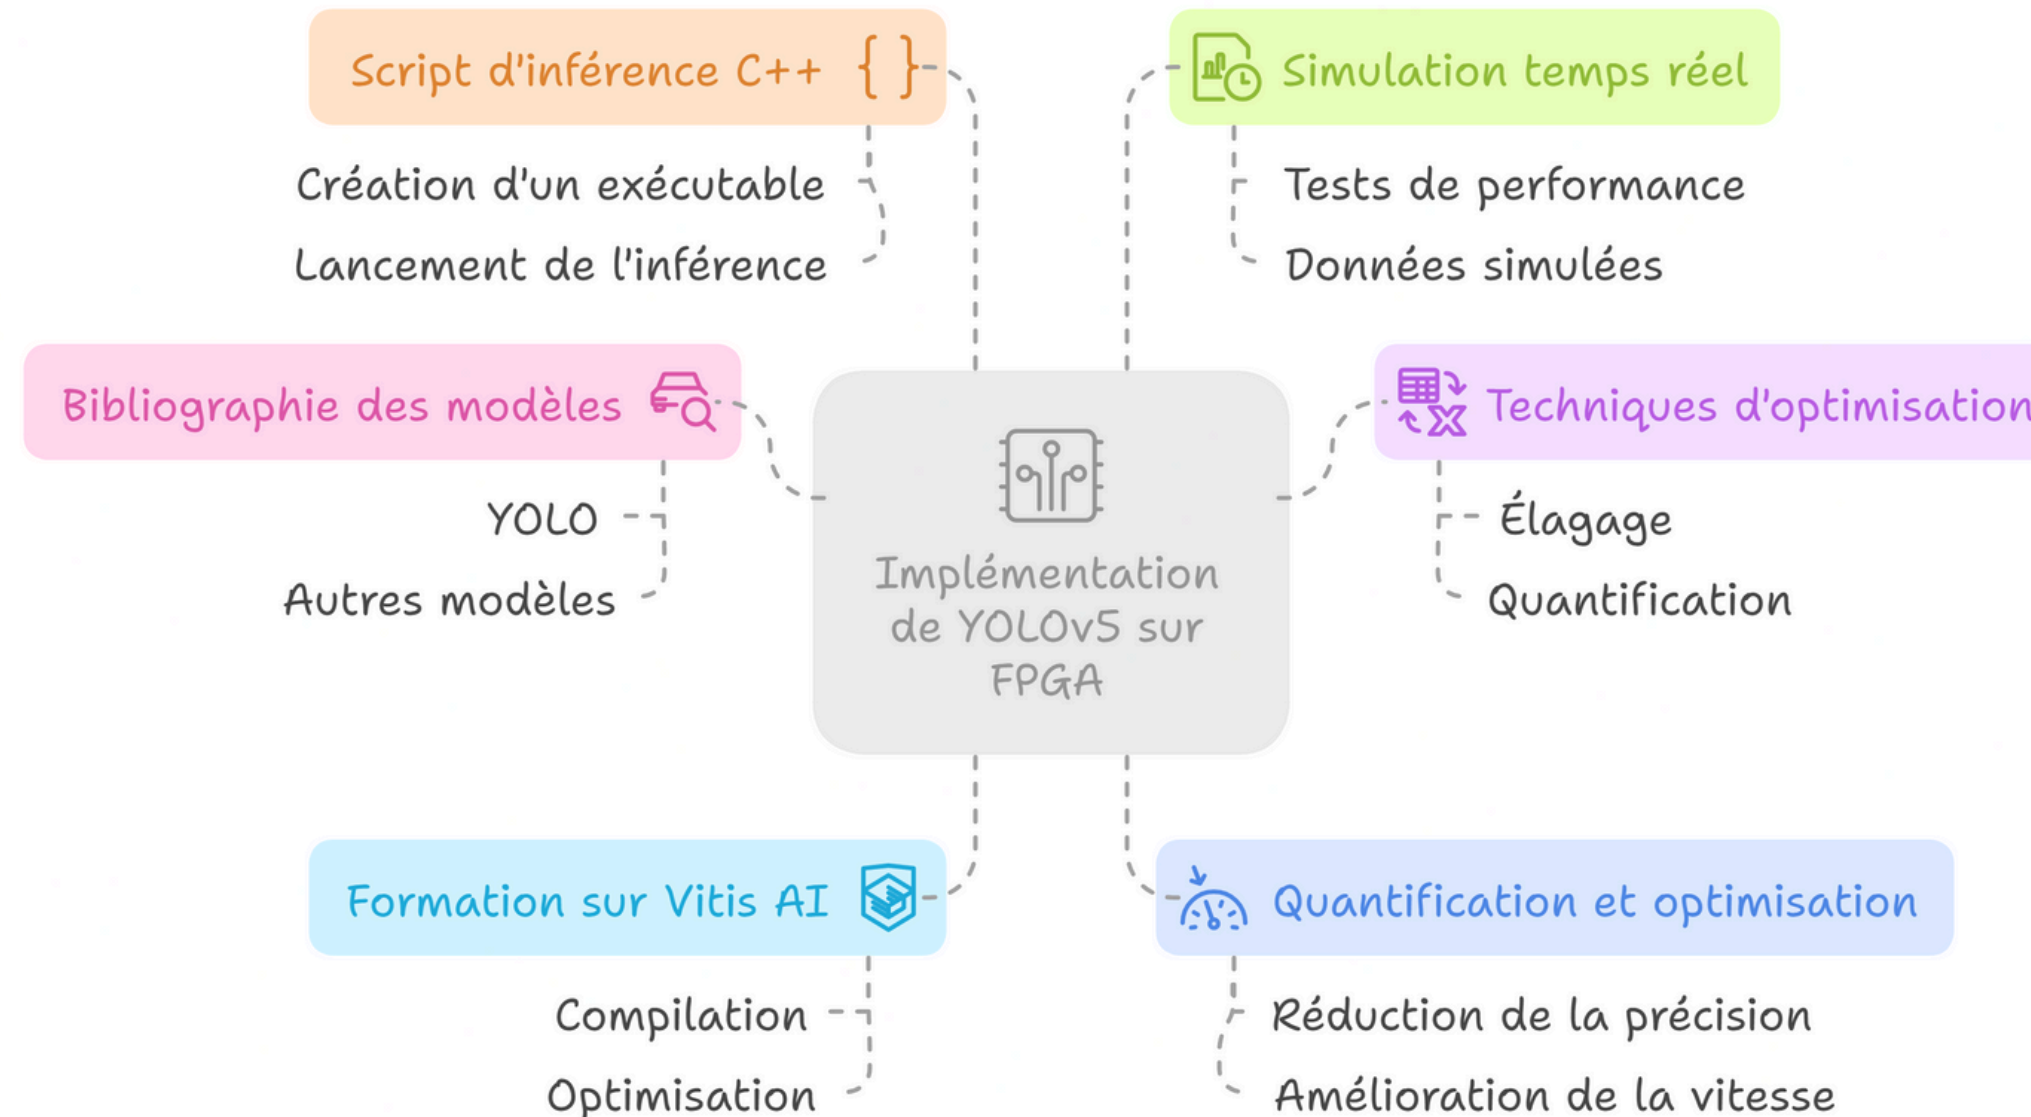 Script d'inférence C++
Création d'un exécutable
Lancement de l'inférence
Simulation temps réel
Tests de performance
Données simulées
Bibliographie des modèles
YOLO
Autres modèles
Implémentation
de YOLOv5 sur
FPGA
Techniques d'optimisation
Élagage
Quantification
Formation sur Vitis AI
Compilation
Optimisation
Quantification et optimisation
Réduction de la précision
Amélioration de la vitesse